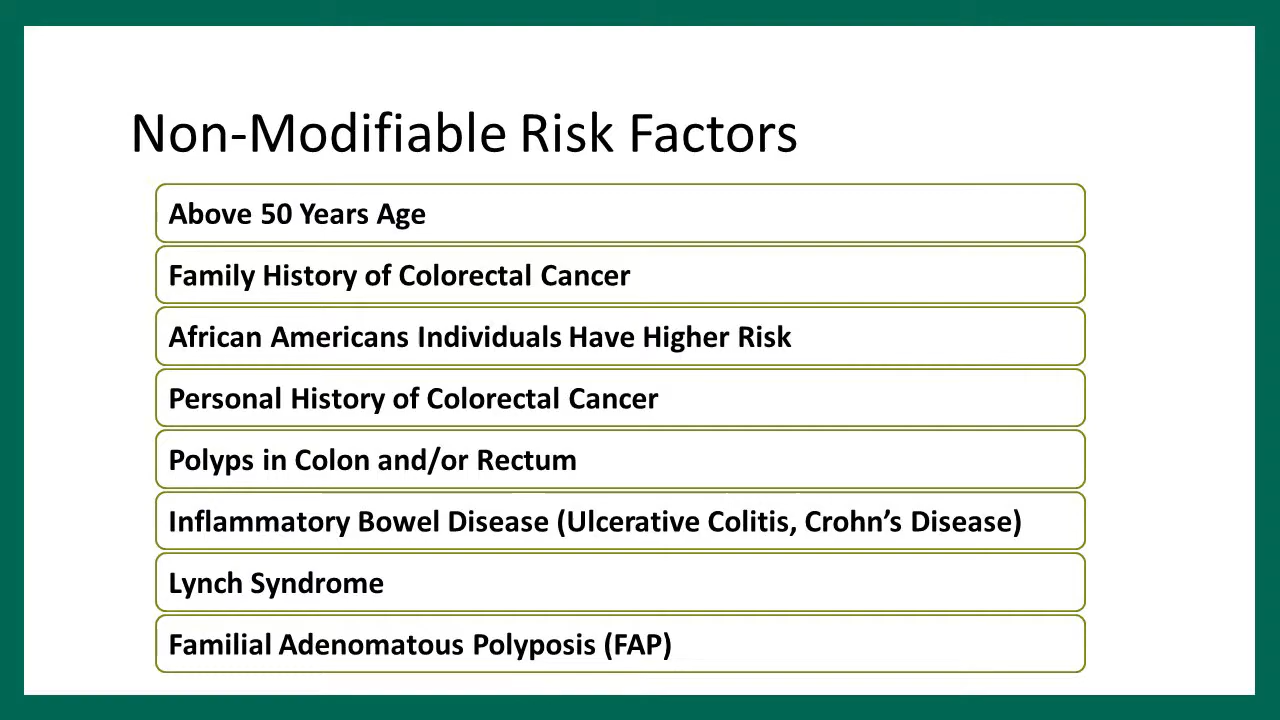 Non-Modifiable Risk Factors
Above 50 Years Age
Family History of Colorectal Cancer
African Americans Individuals Have Higher Risk
Personal History of Colorectal Cancer
Polyps in Colon and/or Rectum
Inflammatory Bowel Disease (Ulcerative Colitis, Crohn’s Disease)
Lynch Syndrome
Familial Adenomatous Polyposis (FAP)